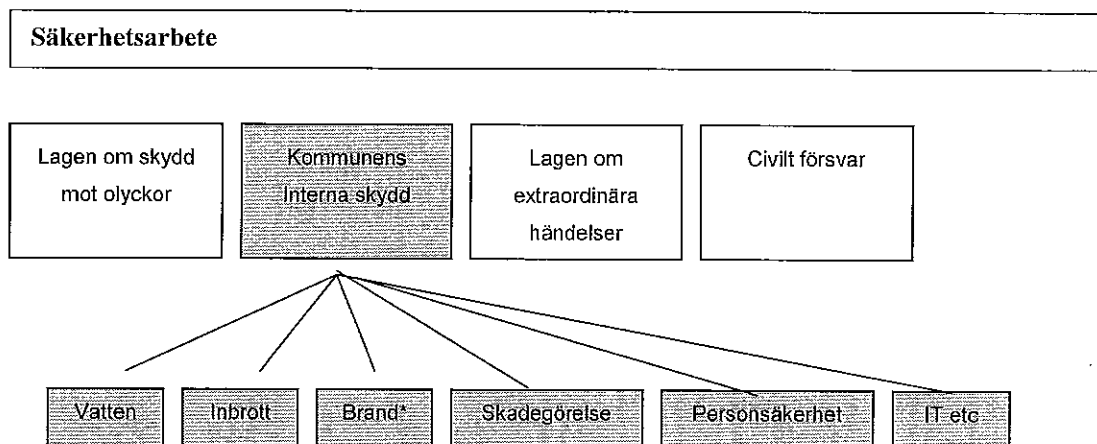 Säkerhetsarbete
Lagen om skydd
mot olyckor
Kommunens
Interna skydd
Lagen om
extraordinära
händelser
Civilt försvar
Vatten
Inbrott
Brand*
Skadegörelse
Personsäkerhet
IT etc